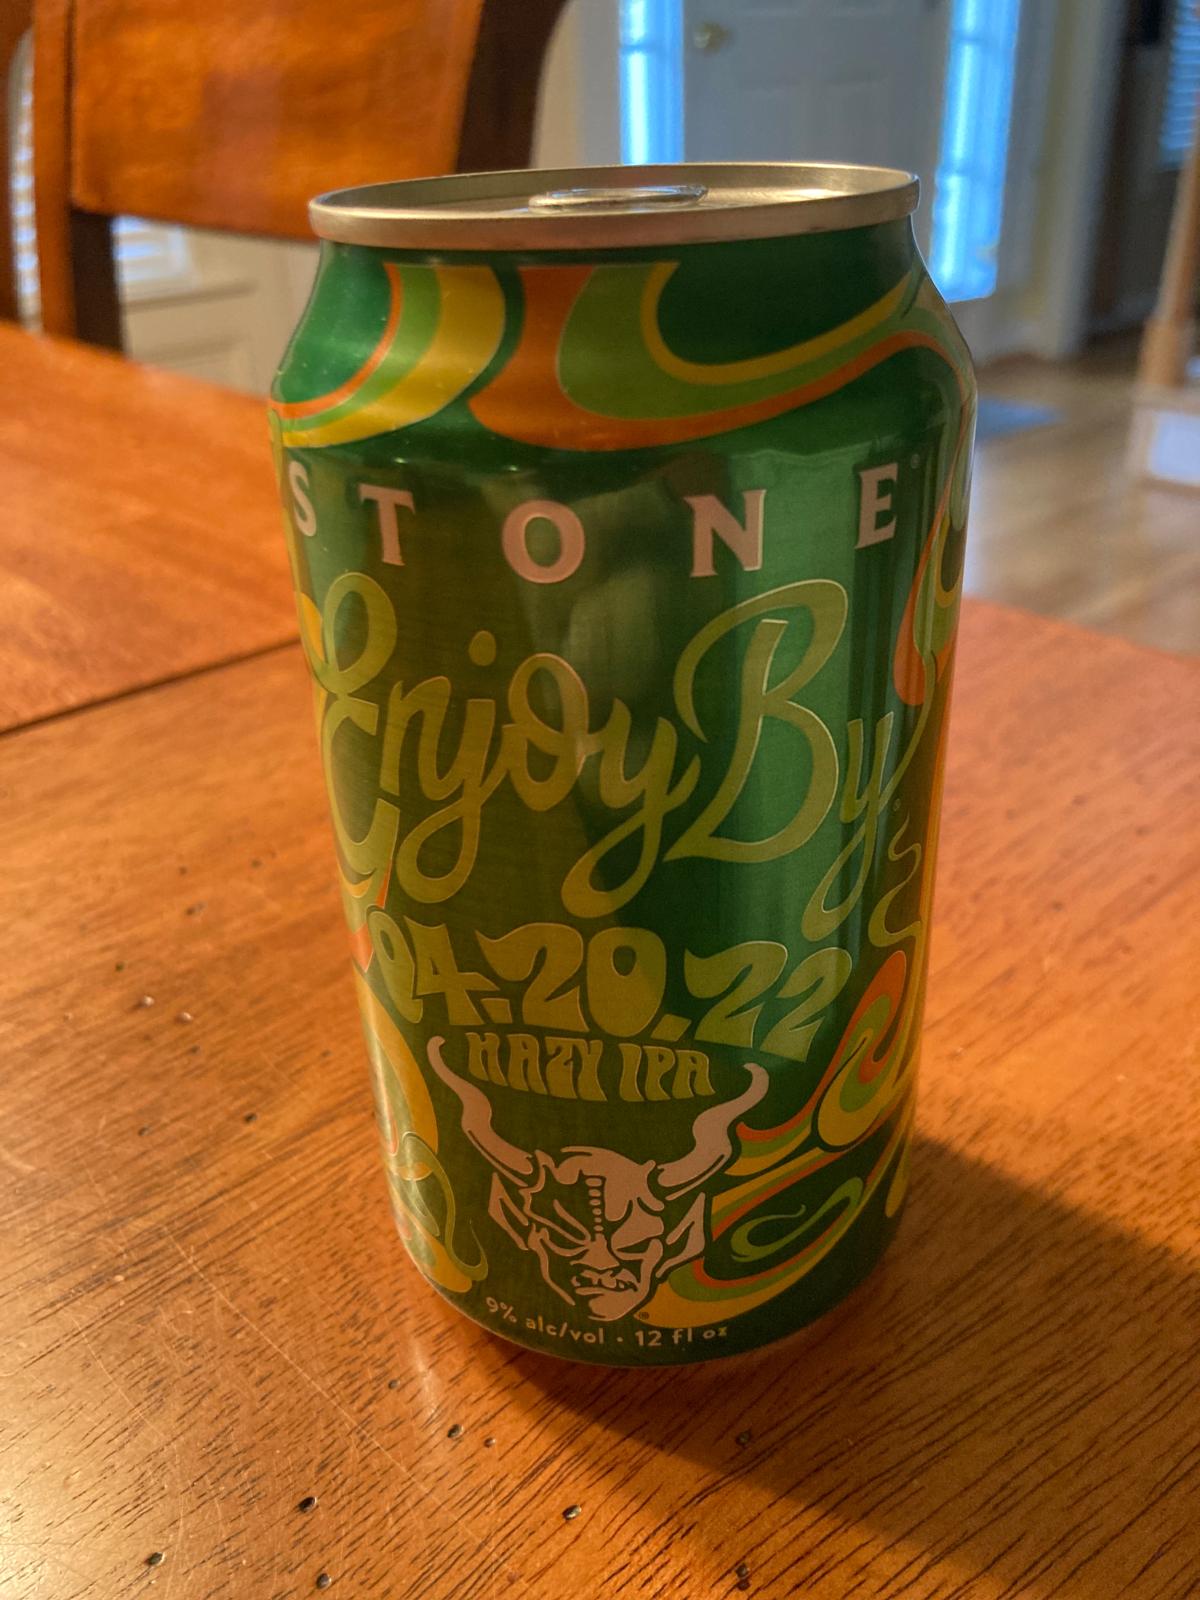 STONE®
Enjoy By®
04.20.22
HAZY IPA
9% alc/vol · 12 fl oz